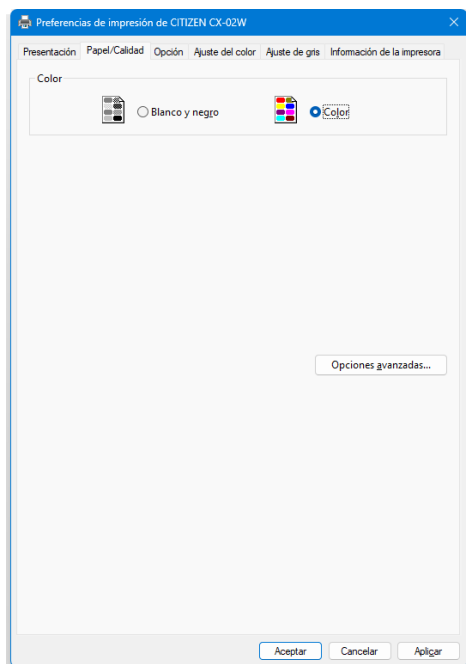 Preferencias de impresión de CITIZEN CX-02W
Presentación Papel/Calidad Opción Ajuste del color Ajuste de gris Información de la impresora
Color
Blanco y negro Color
Opciones avanzadas...
Aceptar Cancelar Aplicar